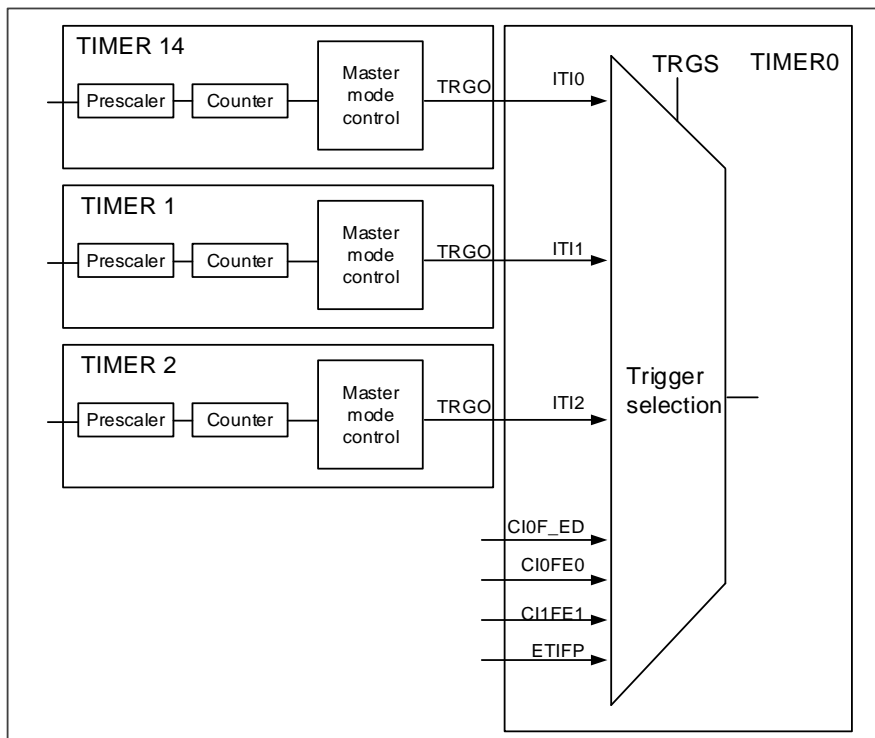 TIMER 14
Prescaler
Counter
Master
mode
control
TRGO
ITI0
TIMER 1
Prescaler
Counter
Master
mode
control
TRGO
ITI1
TIMER 2
Prescaler
Counter
Master
mode
control
TRGO
ITI2
CI0F_ED
CI0FE0
CI1FE1
ETIFP
TRGS
TIMER0
Trigger
selection